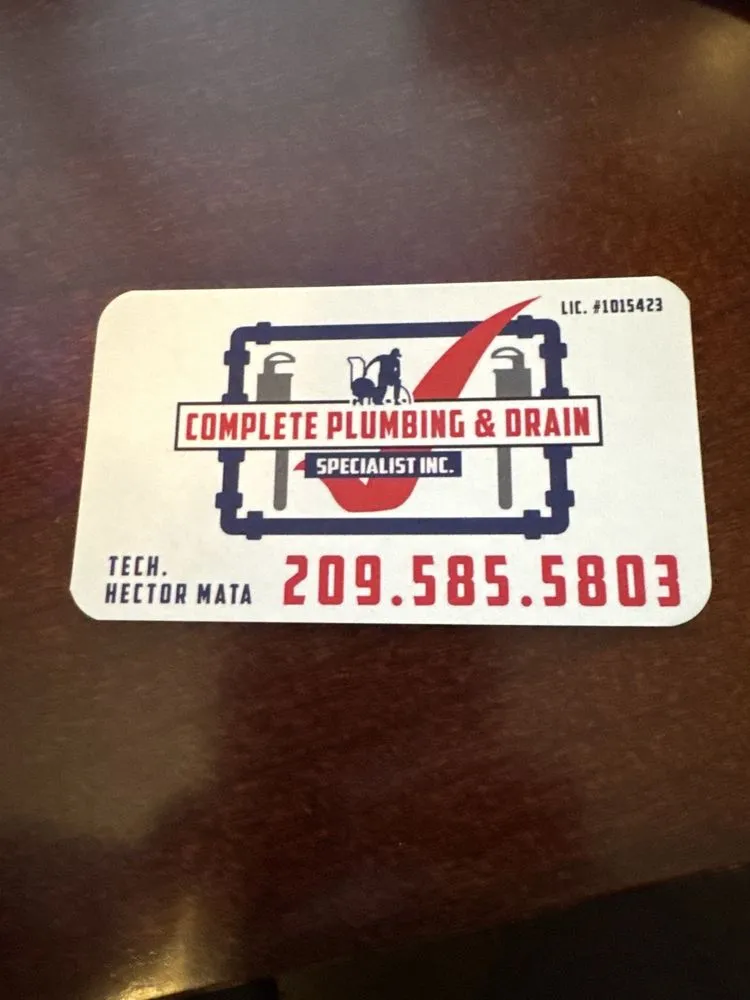 LIC. #1015423
COMPLETE PLUMBING & DRAIN
SPECIALIST INC.
TECH.
HECTOR MATA
209.585.5803